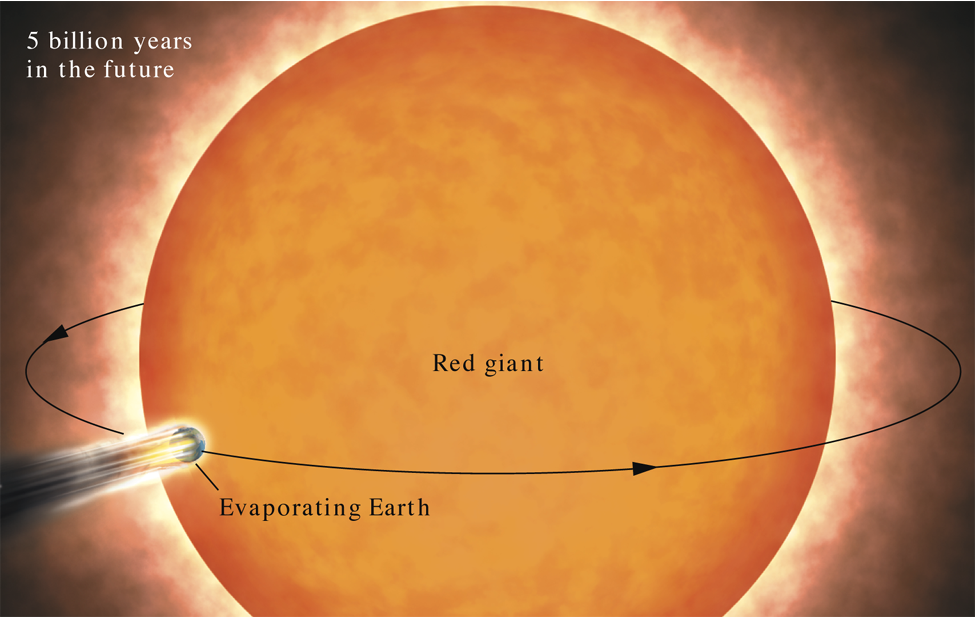 5 billion years
in the future
Red giant
Evaporating Earth